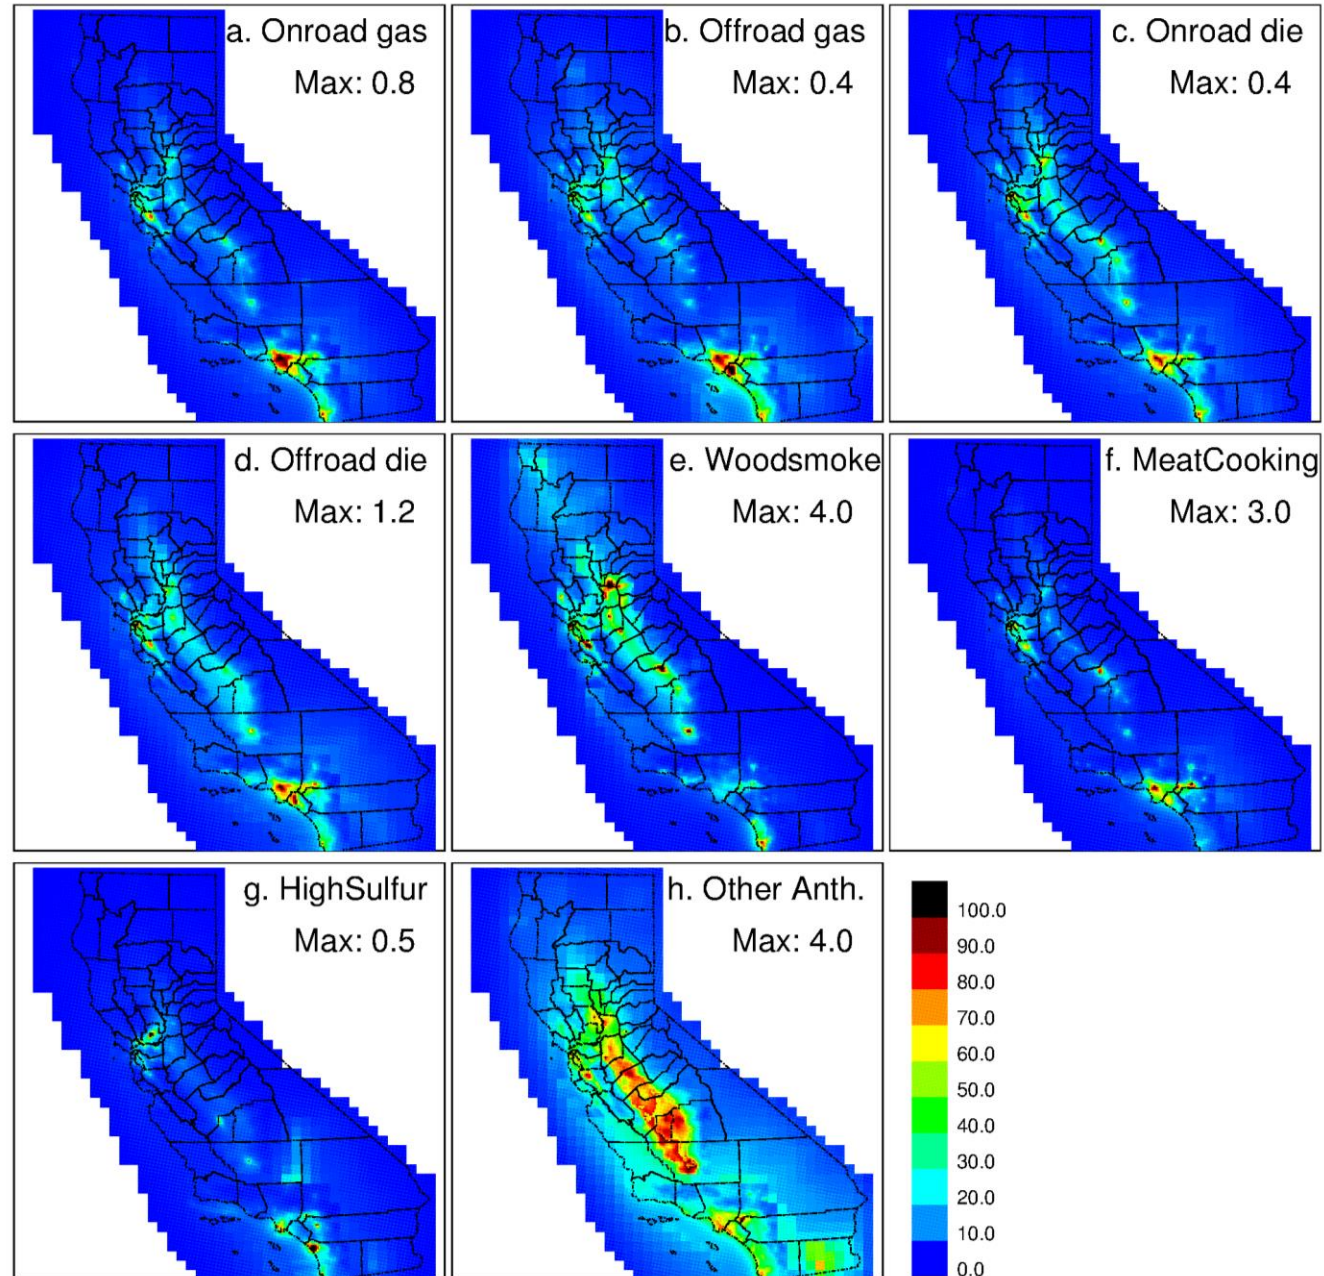 a. Onroad gas
Max: 0.8
b. Offroad gas
Max: 0.4
c. Onroad die
Max: 0.4
d. Offroad die
Max: 1.2
e. Woodsmoke
Max: 4.0
f. MeatCooking
Max: 3.0
g. HighSulfur
Max: 0.5
h. Other Anth.
Max: 4.0
100.0
90.0
80.0
70.0
60.0
50.0
40.0
30.0
20.0
10.0
0.0